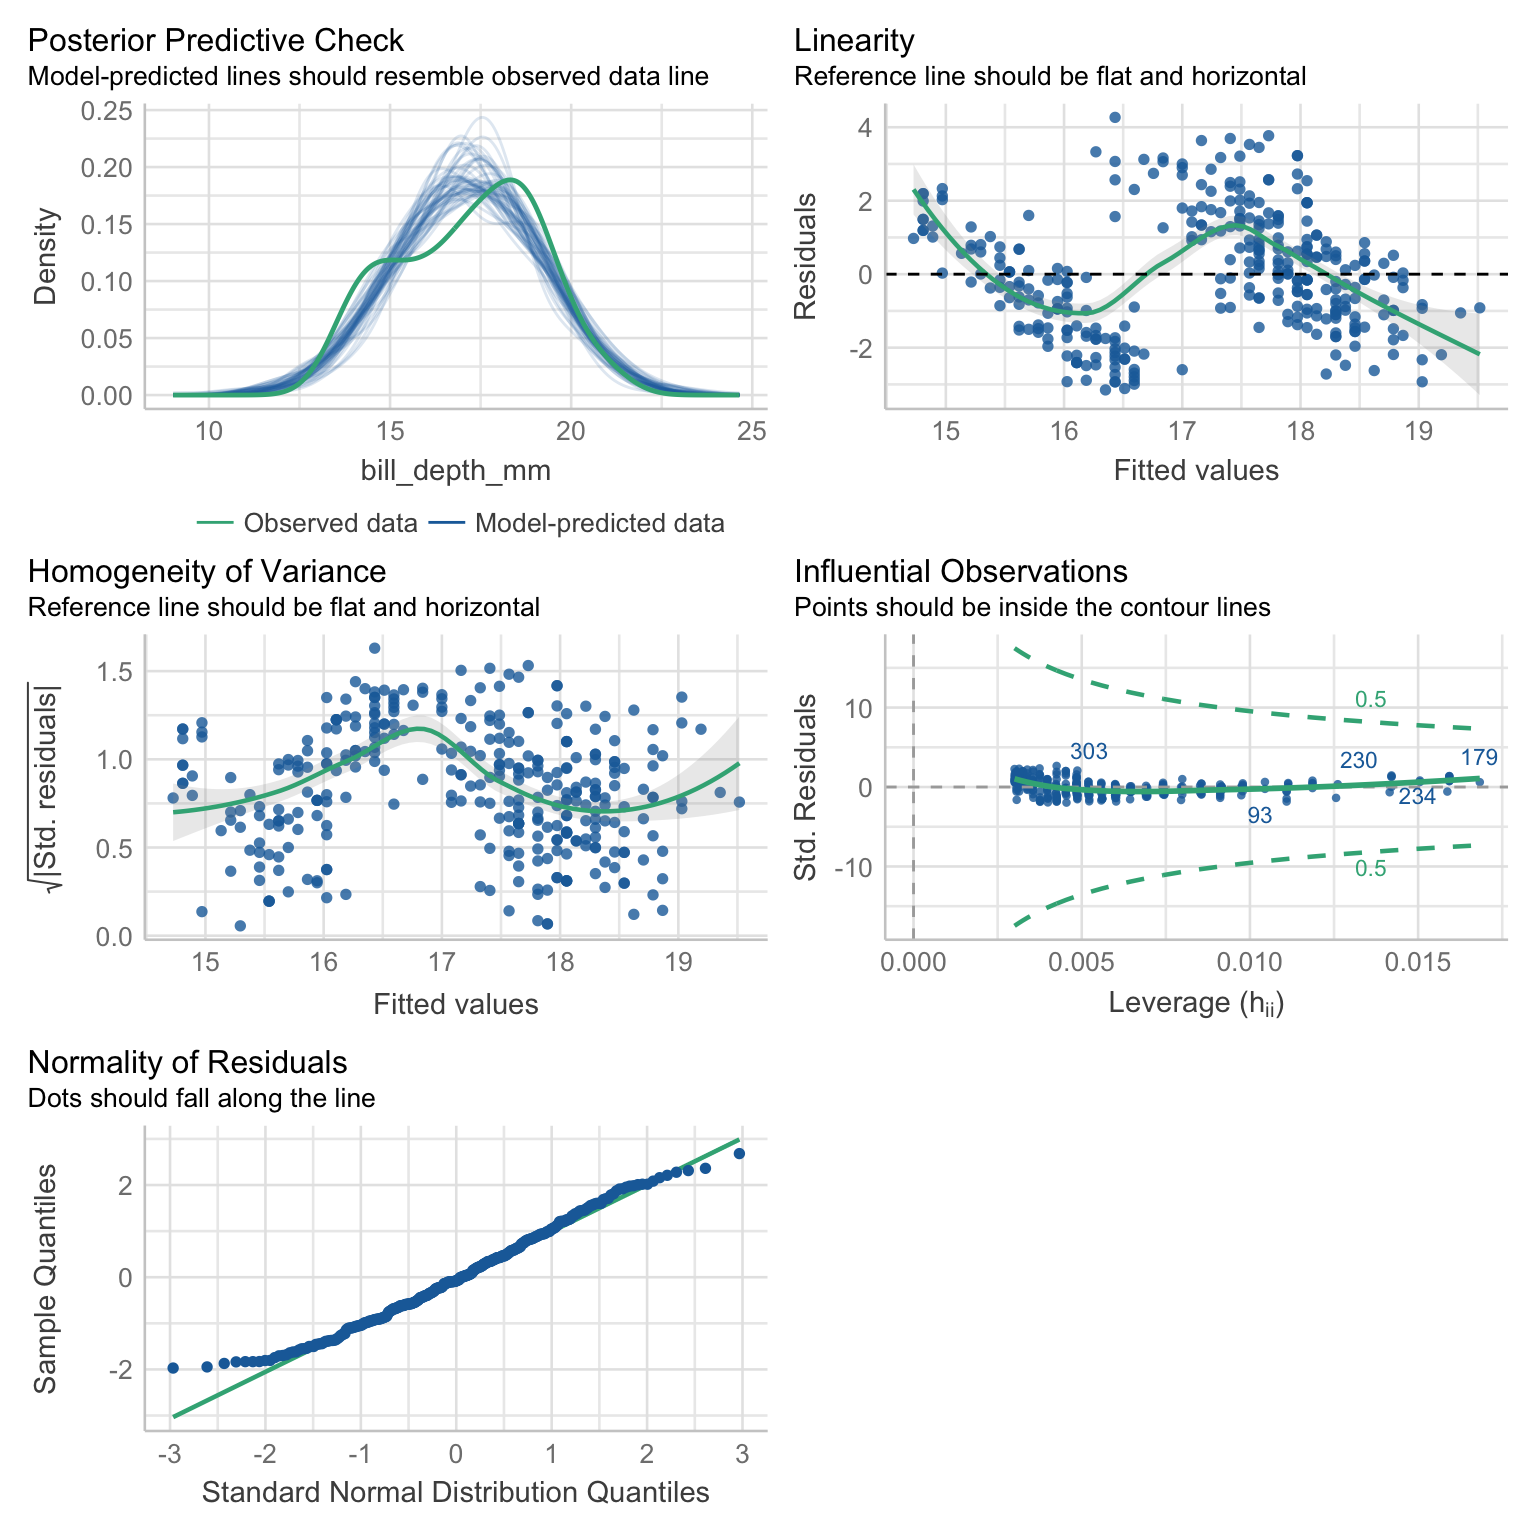 Posterior Predictive Check
Model-predicted lines should resemble observed data line
0.25
0.20
0.15
0.10
0.05
0.00
Density
10 15 20 25
bill_depth_mm
Observed data Model-predicted data
Linearity
Reference line should be flat and horizontal
4
2
0
-2
Residuals
15 16 17 18 19
Fitted values
Homogeneity of Variance
Reference line should be flat and horizontal
1.5
1.0
0.5
0.0
√|Std. residuals|
15 16 17 18 19
Fitted values
Influential Observations
Points should be inside the contour lines
10
0
-10
Std. Residuals
0.5
303
230
179
234
93
0.5
0.000 0.005 0.010 0.015
Leverage (hii)
Normality of Residuals
Dots should fall along the line
2
0
-2
Sample Quantiles
-3 -2 -1 0 1 2 3
Standard Normal Distribution Quantiles